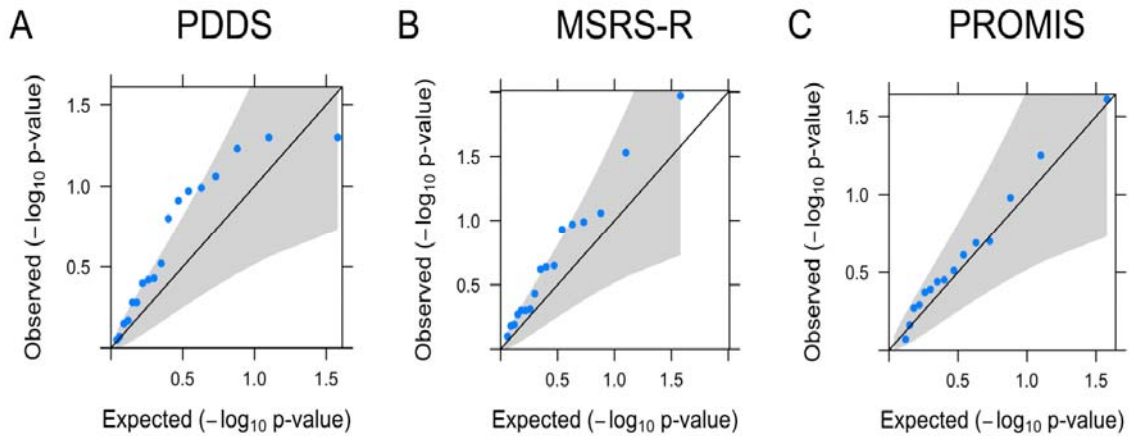 A PDDS
Observed (−log10 p-value)
1.5
1.0
0.5
0.5 1.0 1.5
Expected (−log10 p-value)
B MSRS-R
Observed (−log10 p-value)
1.5
1.0
0.5
0.5 1.0 1.5
Expected (−log10 p-value)
C PROMIS
Observed (−log10 p-value)
1.5
1.0
0.5
0.5 1.0 1.5
Expected (−log10 p-value)